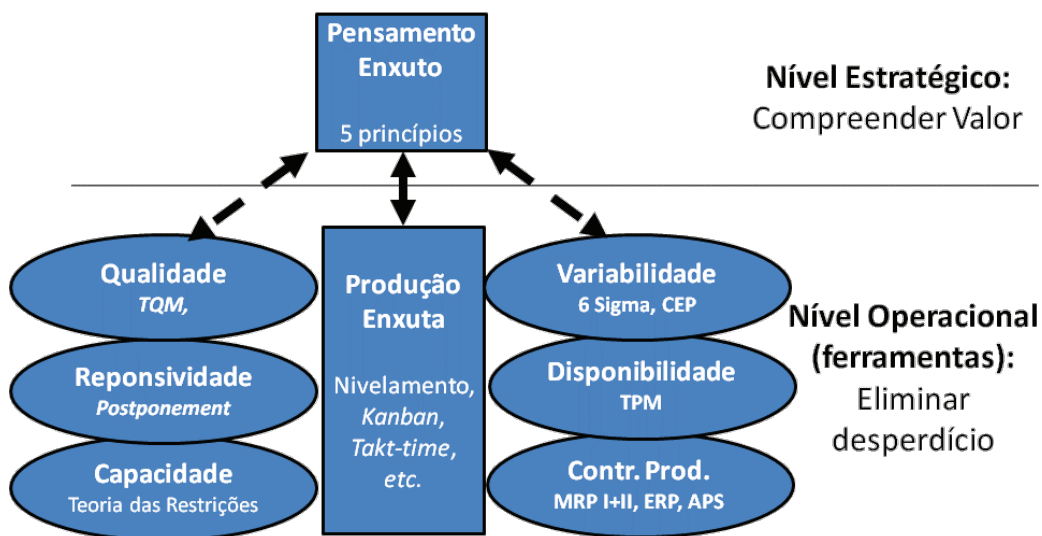 Pensamento
Enxuto
5 princípios
Nível Estratégico:
Compreender Valor
Qualidade
TQM,
Reponsividade
Postponement
Capacidade
Teoria das Restrições
Produção
Enxuta
Nivelamento,
Kanban,
Takt-time,
etc.
Variabilidade
6 Sigma, CEP
Disponibilidade
TPM
Contr. Prod.
MRP I+II, ERP, APS
Nível Operacional
(ferramentas):
Eliminar
desperdício